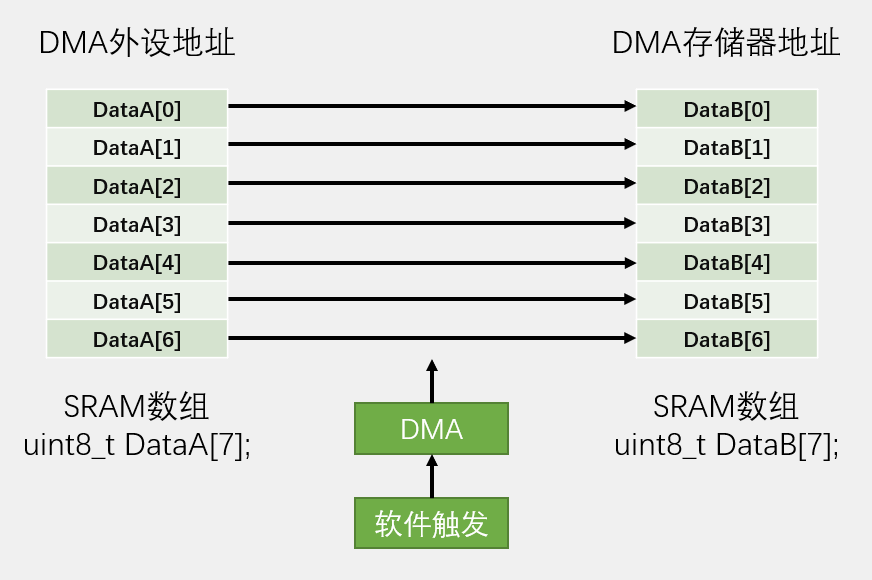 DMA外设地址
DMA存储器地址
DataA[0]
DataB[0]
DataA[1]
DataB[1]
DataA[2]
DataB[2]
DataA[3]
DataB[3]
DataA[4]
DataB[4]
DataA[5]
DataB[5]
DataA[6]
DataB[6]
SRAM数组
uint8_t DataA[7];
SRAM数组
uint8_t DataB[7];
DMA
软件触发